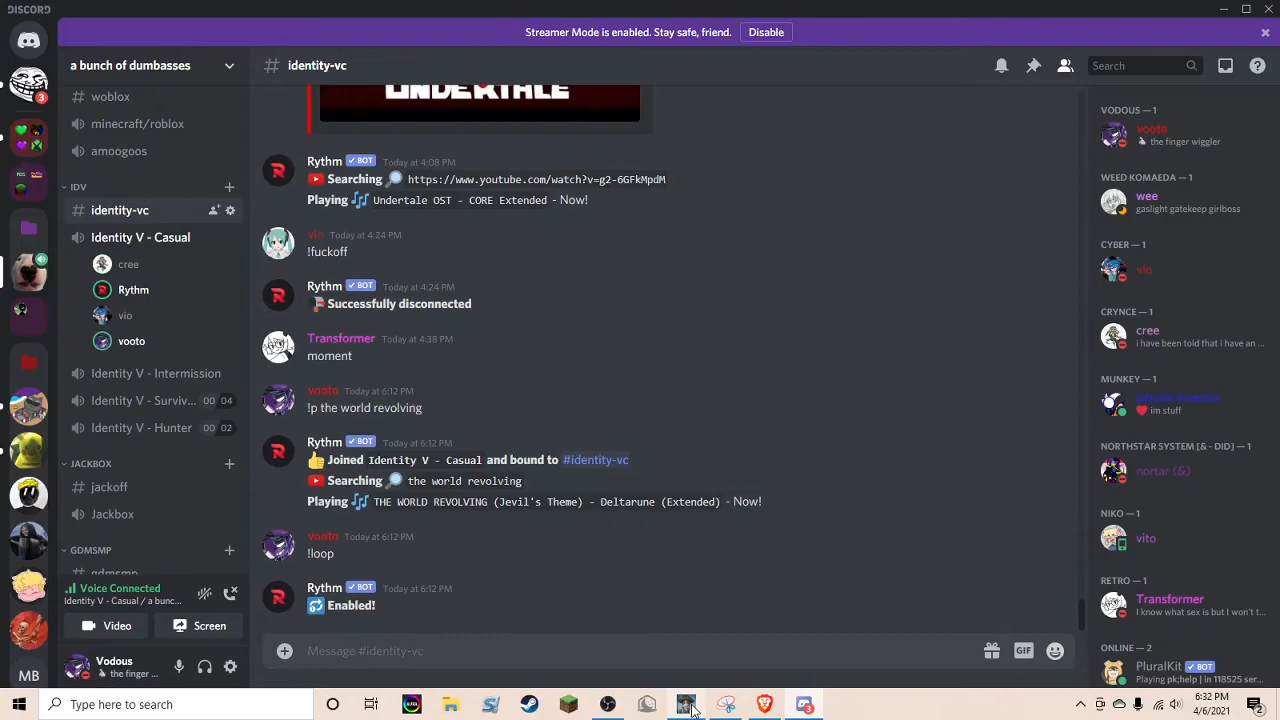 DISCORD
Streamer Mode is enabled. Stay safe, friend. Disable
a bunch of dumbasses
woblox
minecraft/roblox
amoogoos
IDV
identity-vc
Identity V - Casual
cree
Rythm
vio
vooto
Identity V - Intermission
Identity V - Surviv... 00 04
Identity V - Hunter 00 02
JACKBOX
jackoff
Jackbox
GDMSMP
gdmsmp
Voice Connected
Identity V - Casual / a bunc...
Video Screen
Vodous
the finger ...
3
MB
# identity-vc
Search
UNDERTALE
Rythm BOT Today at 4:08 PM
Searching https://www.youtube.com/watch?v=g2-6GFkMpdM
Playing Undertale OST - CORE Extended - Now!
vio Today at 4:24 PM
!fuckoff
Rythm BOT Today at 4:24 PM
Successfully disconnected
Transformer Today at 4:38 PM
moment
vooto Today at 6:12 PM
!p the world revolving
Rythm BOT Today at 6:12 PM
Joined Identity V - Casual and bound to #identity-vc
Searching the world revolving
Playing THE WORLD REVOLVING (Jevil's Theme) - Deltarune (Extended) - Now!
vooto Today at 6:12 PM
!loop
Rythm BOT Today at 6:12 PM
Enabled!
Message #identity-vc
GIF
VODOUS — 1
vooto
the finger wiggler
WEED KOMAEDA — 1
wee
gaslight gatekeep girlboss
CYBER — 1
vio
CRYNCE — 1
cree
i have been told that i have an ...
MUNKEY — 1
im stuff
NORTHSTAR SYSTEM [& - DID] — 1
nortar (&)
NIKO — 1
vito
RETRO — 1
Transformer
I know what sex is but I won't t...
ONLINE — 2
PluralKit BOT
Playing pk;help | in 118525 ser...
Type here to search
3
6:32 PM
4/6/2021
2